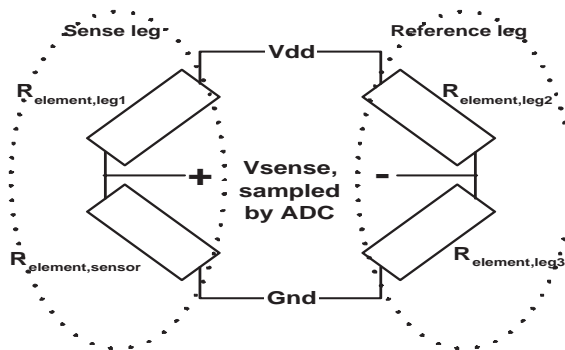 Sense leg
Reference leg
Vdd
R element,leg1
R element,leg2
+
Vsense,
sampled
by ADC
-
R element,sensor
R element,leg3
Gnd